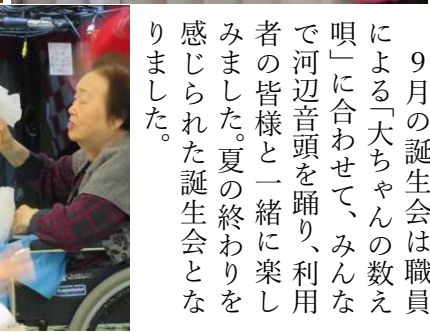 ９月の誕生会は職員
による「大ちゃんの数え
唄」に合わせて、みんな
で河辺音頭を踊り、利用
者の皆様と一緒に楽し
みました。夏の終わりを
感じられた誕生会とな
りました。